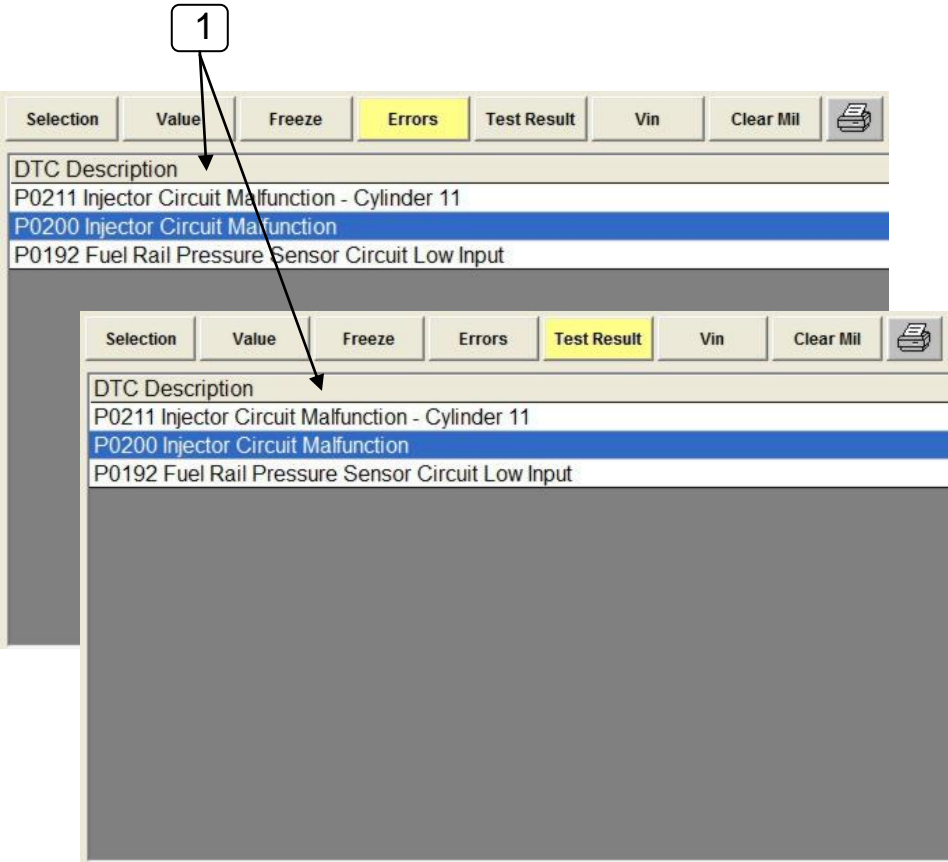 1
Selection Value Freeze Errors Test Result Vin Clear Mil
DTC Description
P0211 Injector Circuit Malfunction - Cylinder 11
P0200 Injector Circuit Malfunction
P0192 Fuel Rail Pressure Sensor Circuit Low Input
Selection Value Freeze Errors Test Result Vin Clear Mil
DTC Description
P0211 Injector Circuit Malfunction - Cylinder 11
P0200 Injector Circuit Malfunction
P0192 Fuel Rail Pressure Sensor Circuit Low Input